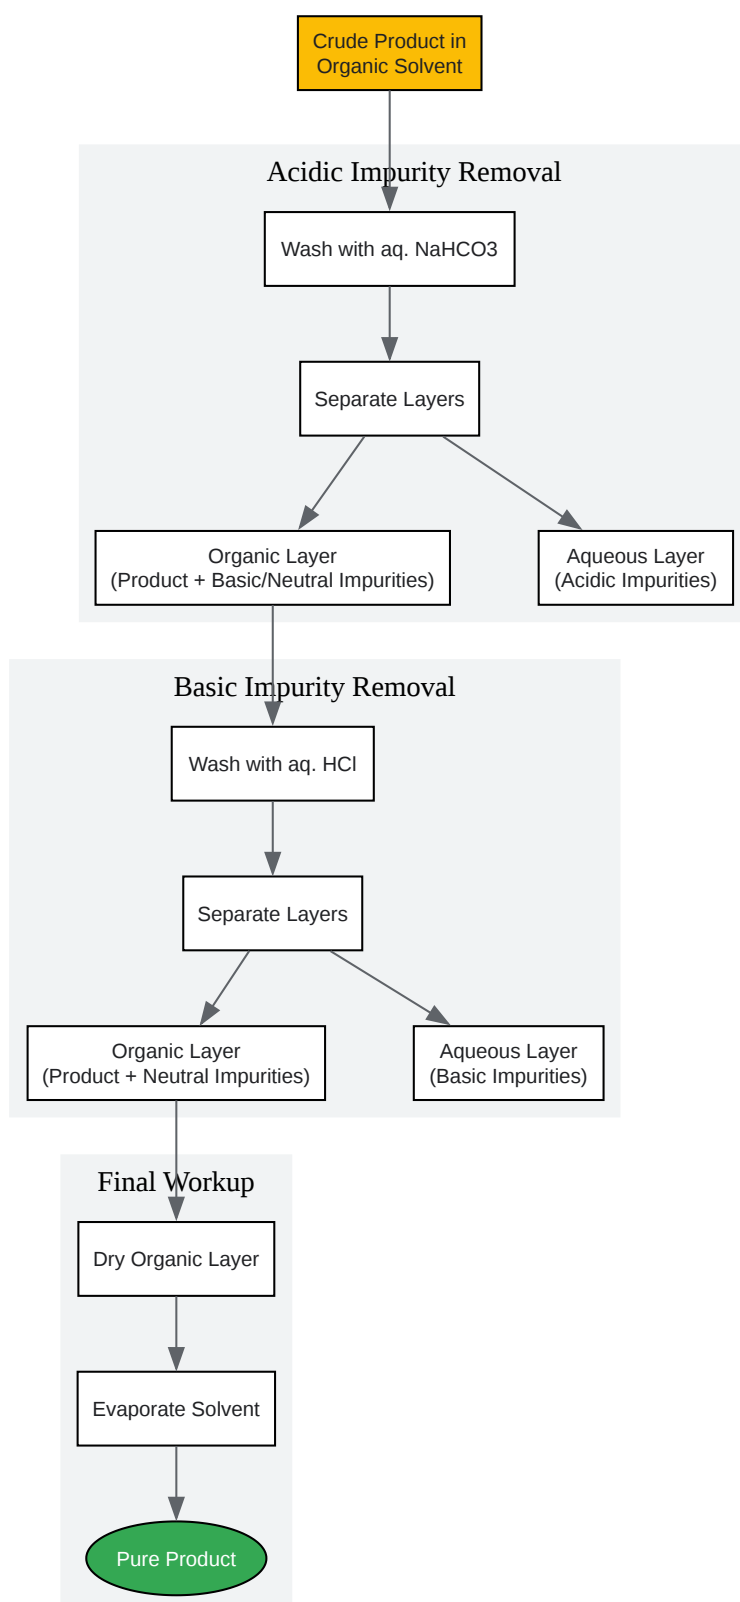 Crude Product in
Organic Solvent
Acidic Impurity Removal
Wash with aq. NaHCO3
Separate Layers
Organic Layer
(Product + Basic/Neutral Impurities)
Aqueous Layer
(Acidic Impurities)
Basic Impurity Removal
Wash with aq. HCl
Separate Layers
Organic Layer
(Product + Neutral Impurities)
Aqueous Layer
(Basic Impurities)
Final Workup
Dry Organic Layer
Evaporate Solvent
Pure Product